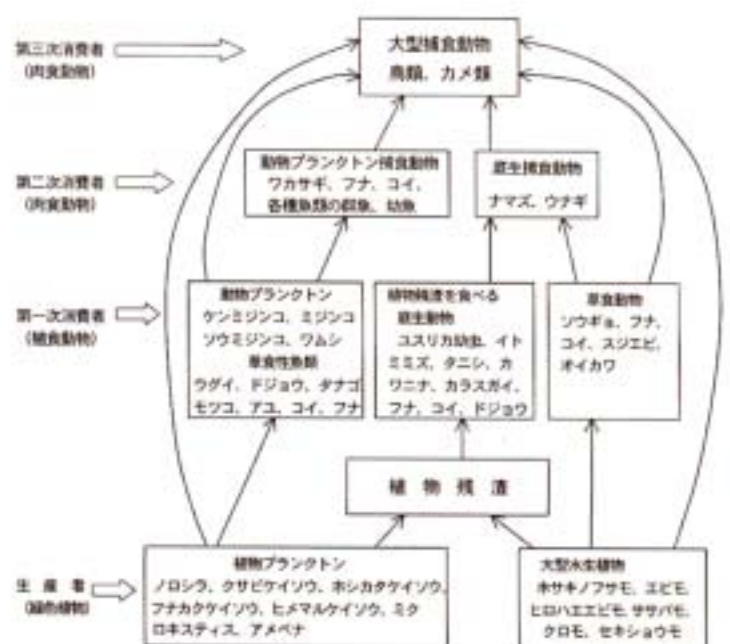 第三次消費者
(肉食動物)
大型捕食動物
鳥類、カメ類
第二次消費者
(肉食動物)
動物プランクトン捕食動物
ワカサギ、フナ、コイ、
各種魚類の仔魚、幼魚
底生捕食動物
ナマズ、ウナギ
第一次消費者
(植食動物)
動物プランクトン
ケンミジンコ、ミジンコ
ゾウミジンコ、ワムシ
草食性魚類
ウグイ、ドジョウ、タナゴ
モツコ、アユ、コイ、フナ
植物残渣を食べる
底生動物
ユスリカ幼虫、イト
ミミズ、タニシ、カ
ワニナ、カラスガイ、
フナ、コイ、ドジョウ
草食動物
ソウギョ、フナ、
コイ、スジエビ、
オイカワ
植物残渣
生産者
(緑色植物)
植物プランクトン
ノロシラ、クサビケイソウ、ホシガタケイソウ、
フナガタケイソウ、ヒメマルケイソウ、ミク
ロキスティス、アナベナ
大型水生植物
ホサキノフサモ、エビモ、
ヒロハノエビモ、ササバモ、
クロモ、セキショウモ